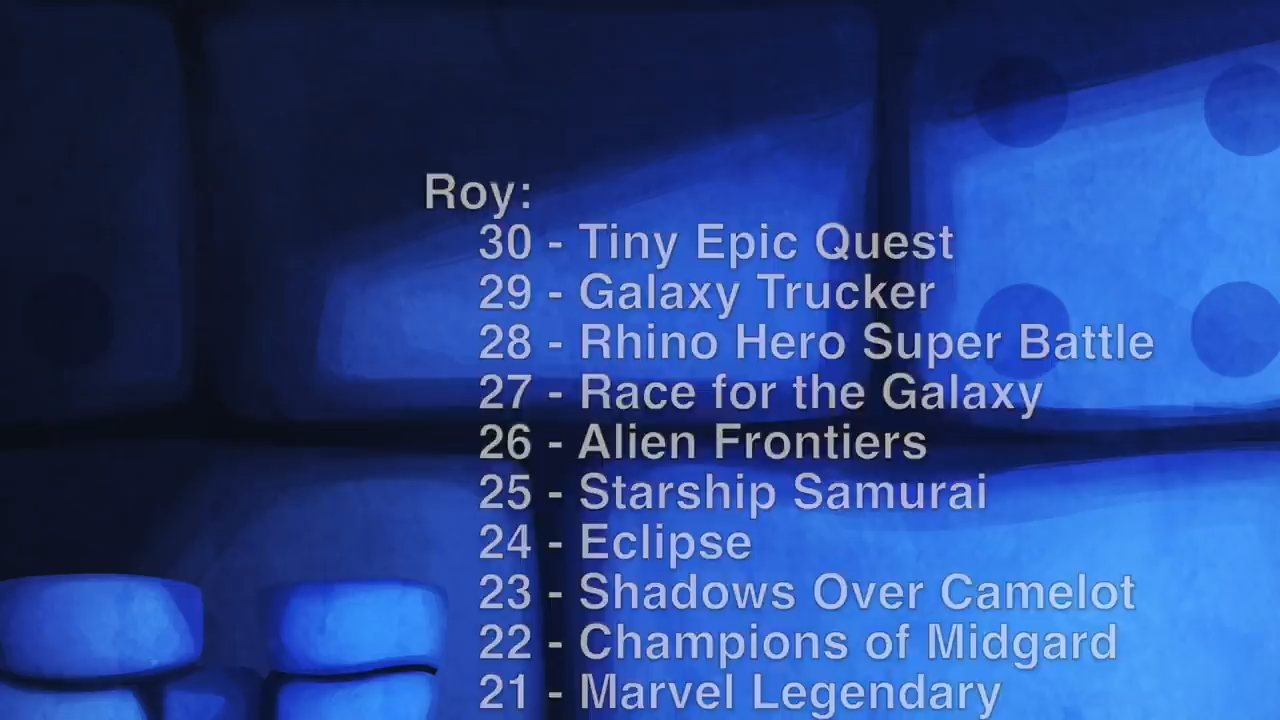 Roy:
30 - Tiny Epic Quest
29 - Galaxy Trucker
28 - Rhino Hero Super Battle
27 - Race for the Galaxy
26 - Alien Frontiers
25 - Starship Samurai
24 - Eclipse
23 - Shadows Over Camelot
22 - Champions of Midgard
21 - Marvel Legendary